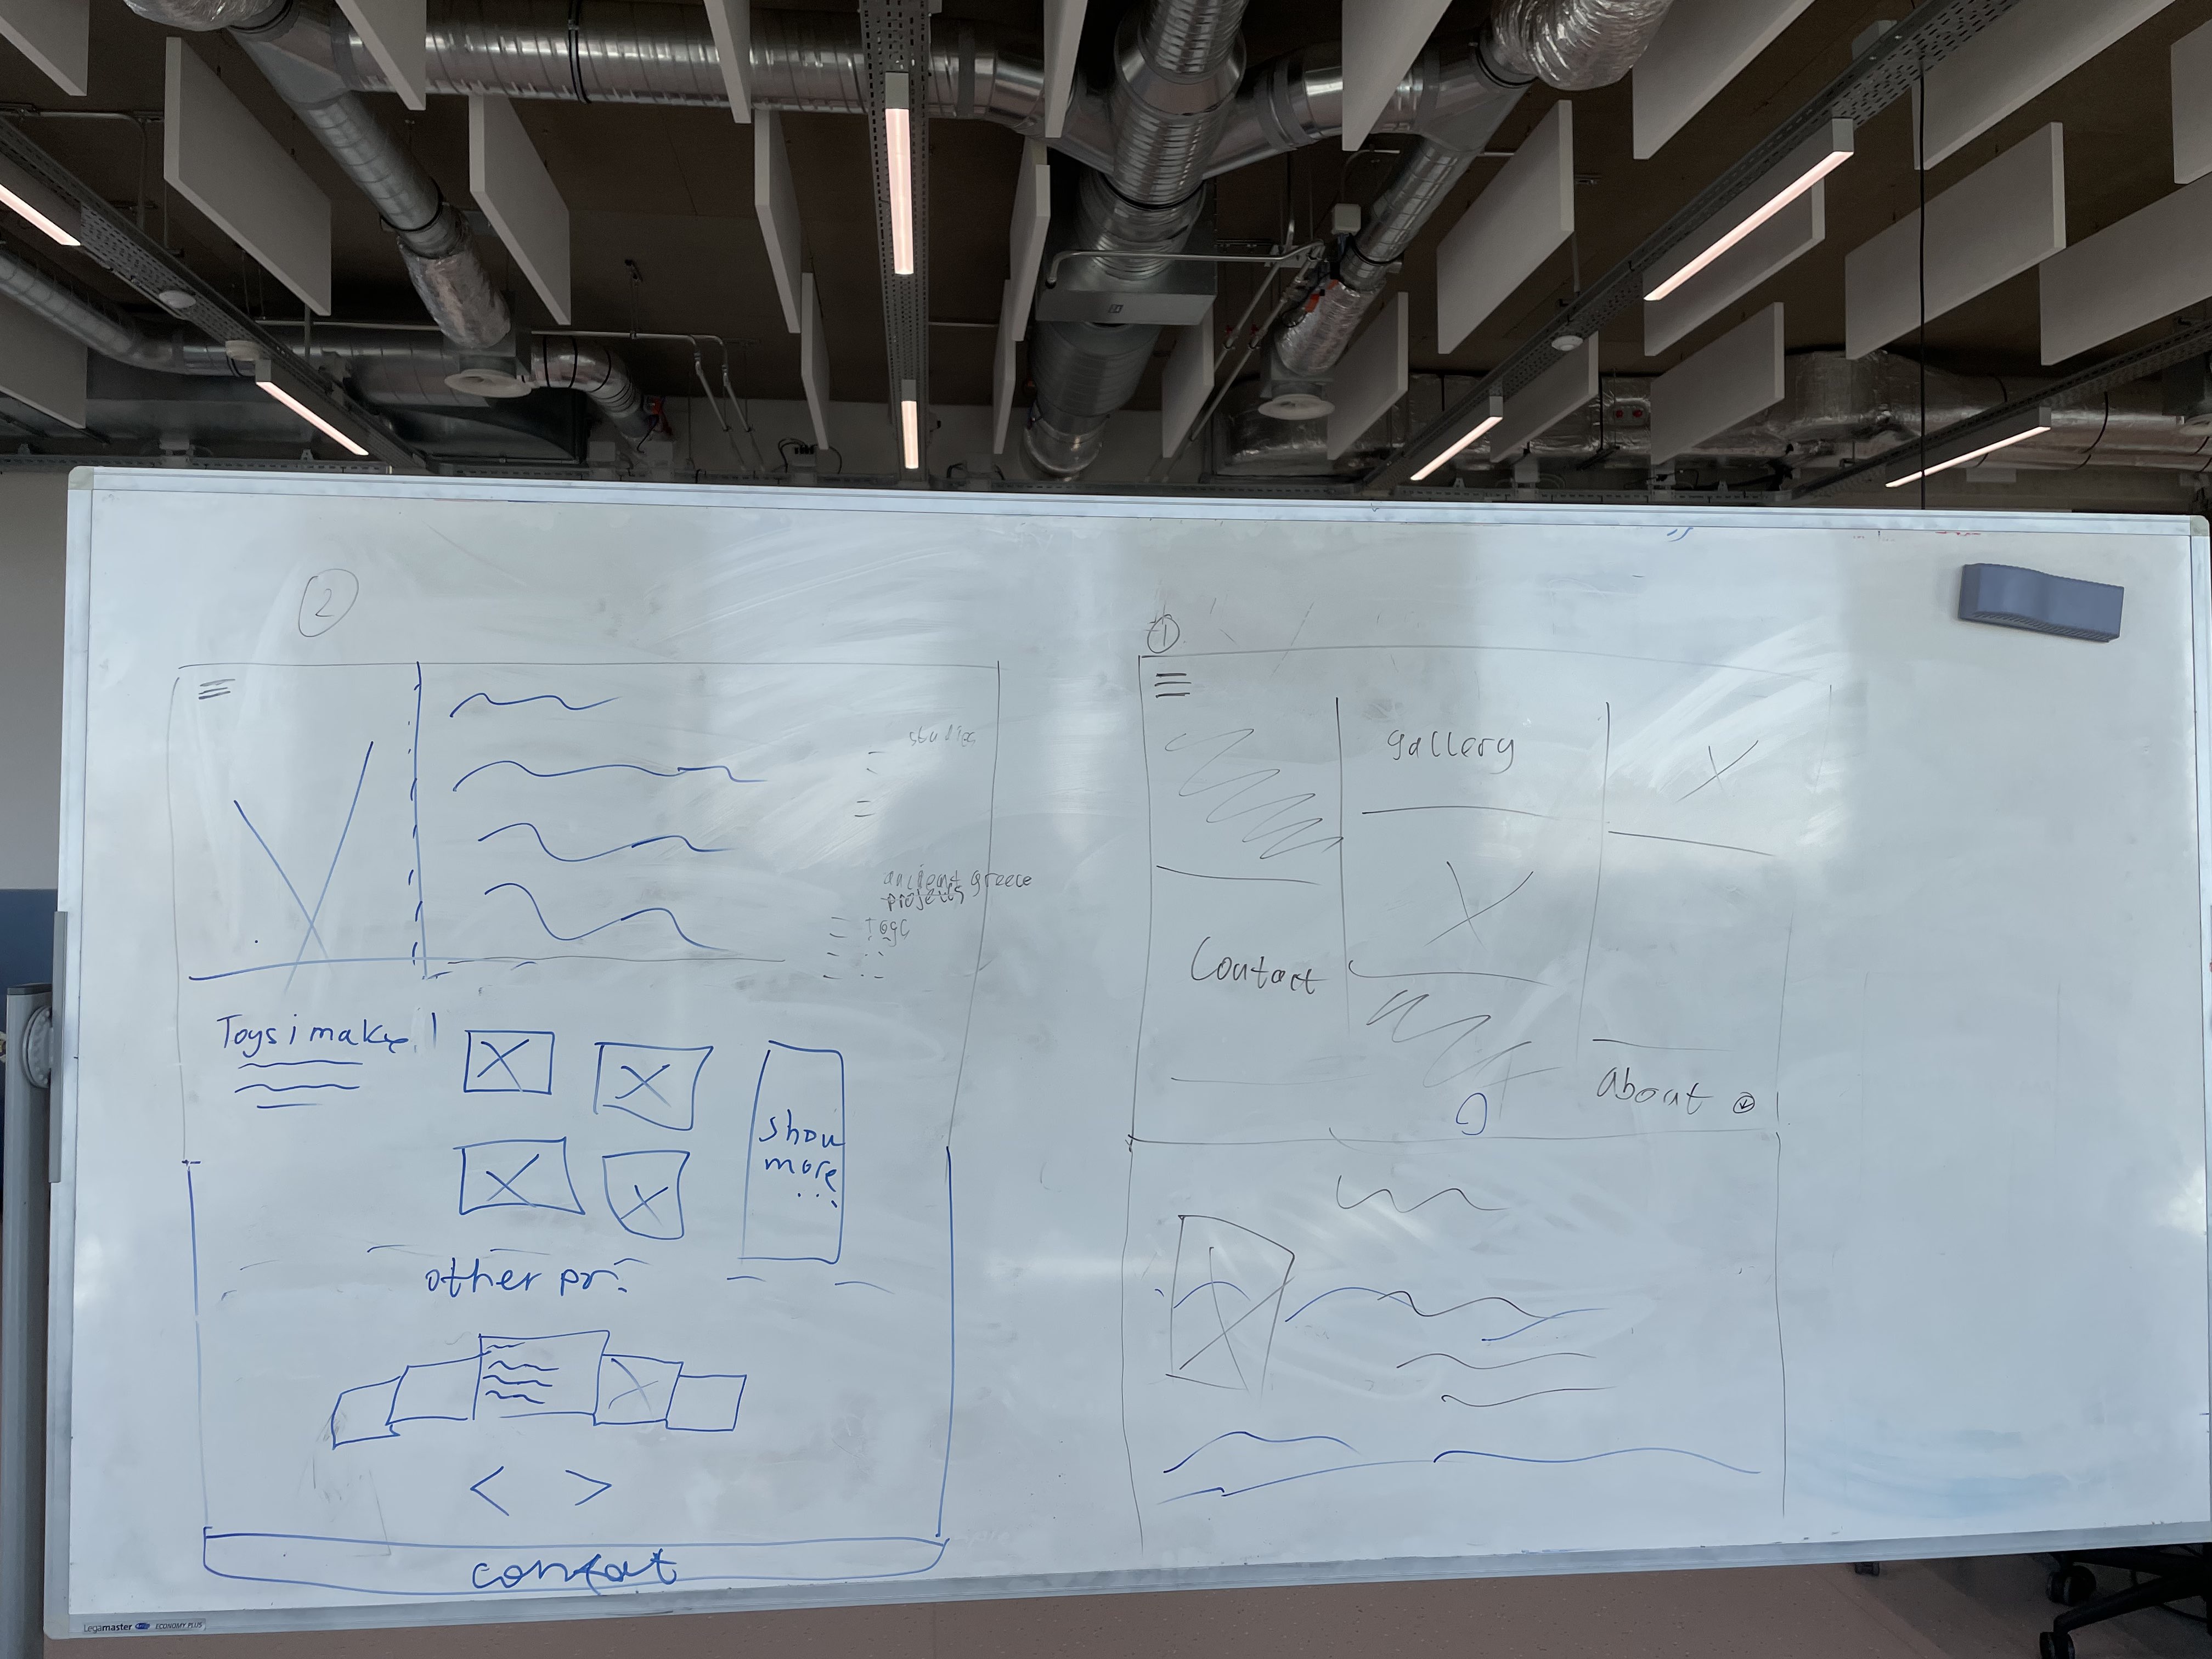 2
studies
ancient greece
projects
Toys i make!
show
more
...
other pr.
< >
contact
1
gallery
X
X
Contact
About
Legamaster ECONOMY PLUS